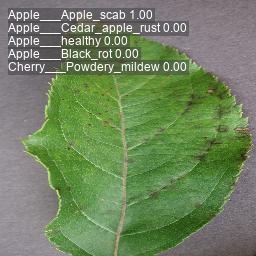 Apple___Apple_scab 1.00
Apple___Cedar_apple_rust 0.00
Apple___healthy 0.00
Apple___Black_rot 0.00
Cherry___Powdery_mildew 0.00